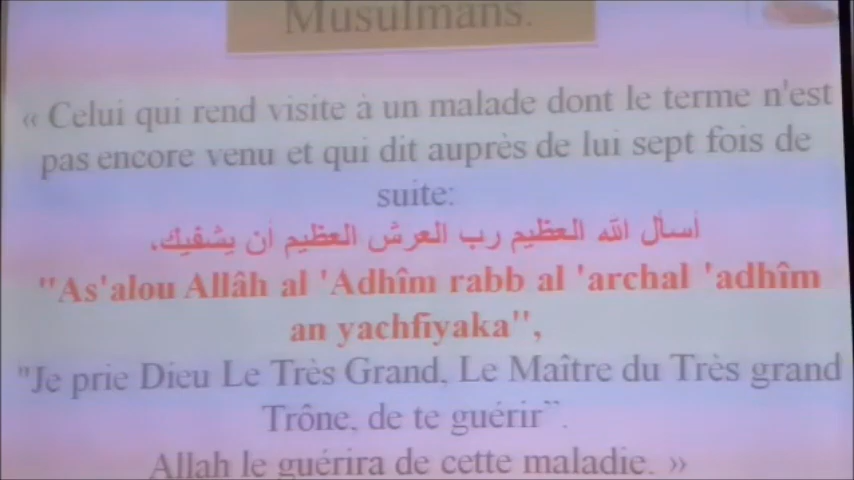 Musulmans.
« Celui qui rend visite à un malade dont le terme n'est
pas encore venu et qui dit auprès de lui sept fois de
suite:
أسأل الله العظيم رب العرش العظيم أن يشفيك،
"As'alou Allâh al 'Adhîm rabb al 'archal 'adhîm
an yachfiyaka",
"Je prie Dieu Le Très Grand, Le Maître du Très grand
Trône, de te guérir``.
Allah le guérira de cette maladie. »